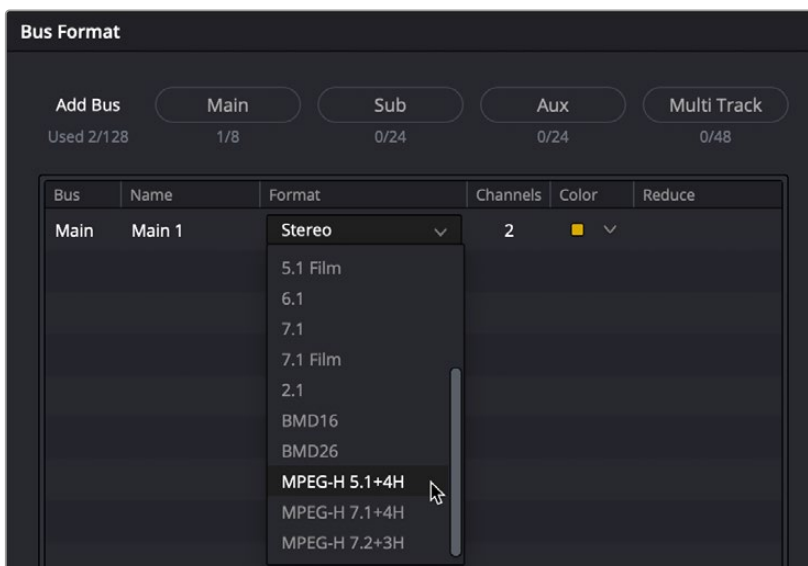 Bus Format
Add Bus Main Sub Aux Multi Track
Used 2/128 1/8 0/24 0/24 0/48
Bus Name Format Channels Color Reduce
Main Main 1 Stereo 2
5.1 Film
6.1
7.1
7.1 Film
2.1
BMD16
BMD26
MPEG-H 5.1+4H
MPEG-H 7.1+4H
MPEG-H 7.2+3H